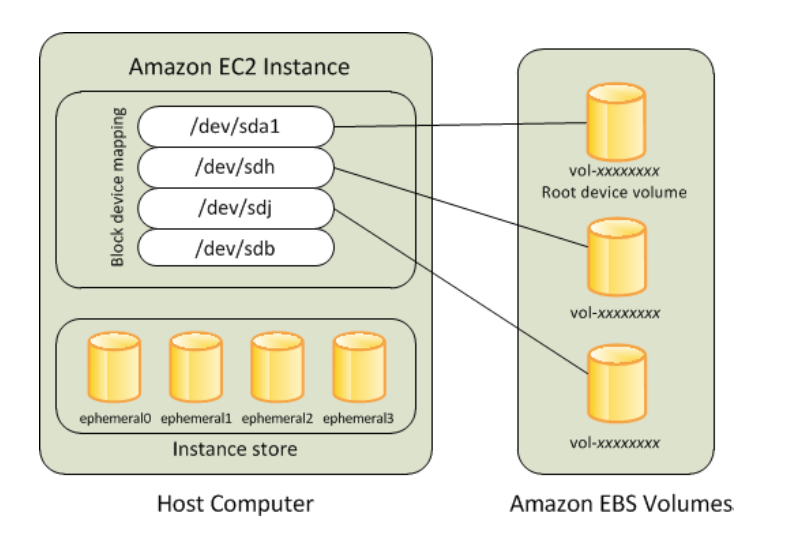 Amazon EC2 Instance
Block device mapping
/dev/sda1
/dev/sdh
/dev/sdj
/dev/sdb
ephemeral0 ephemeral1 ephemeral2 ephemeral3
Instance store
Host Computer
vol-xxxxxxxx
Root device volume
vol-xxxxxxxx
vol-xxxxxxxx
Amazon EBS Volumes